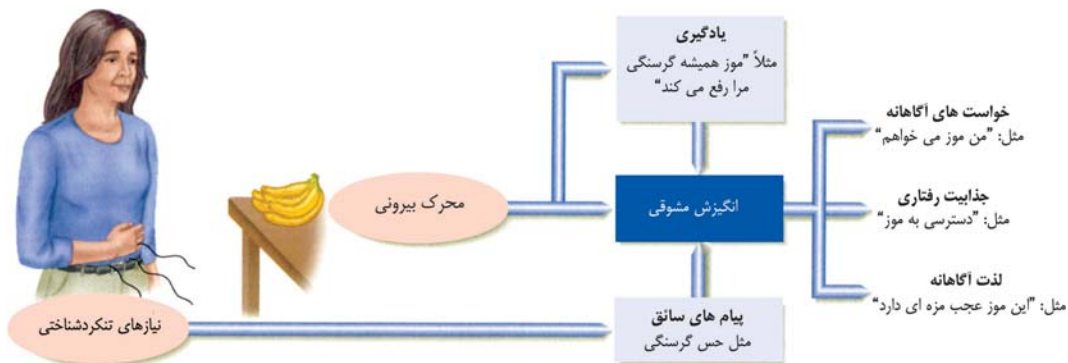 یادگیری
مثلاً ”موز همیشه گرسنگی
مرا رفع می کند“
خواست های آگاهانه
مثل: ”من موز می خواهم“
محرک بیرونی
انگیزش مشوقی
جذابیت رفتاری
مثل: ”دسترسی به موز“
لذت آگاهانه
مثل: ”این موز عجب مزه ای دارد“
نیازهای تنکردشناختی
پیام های سائق
مثل حس گرسنگی